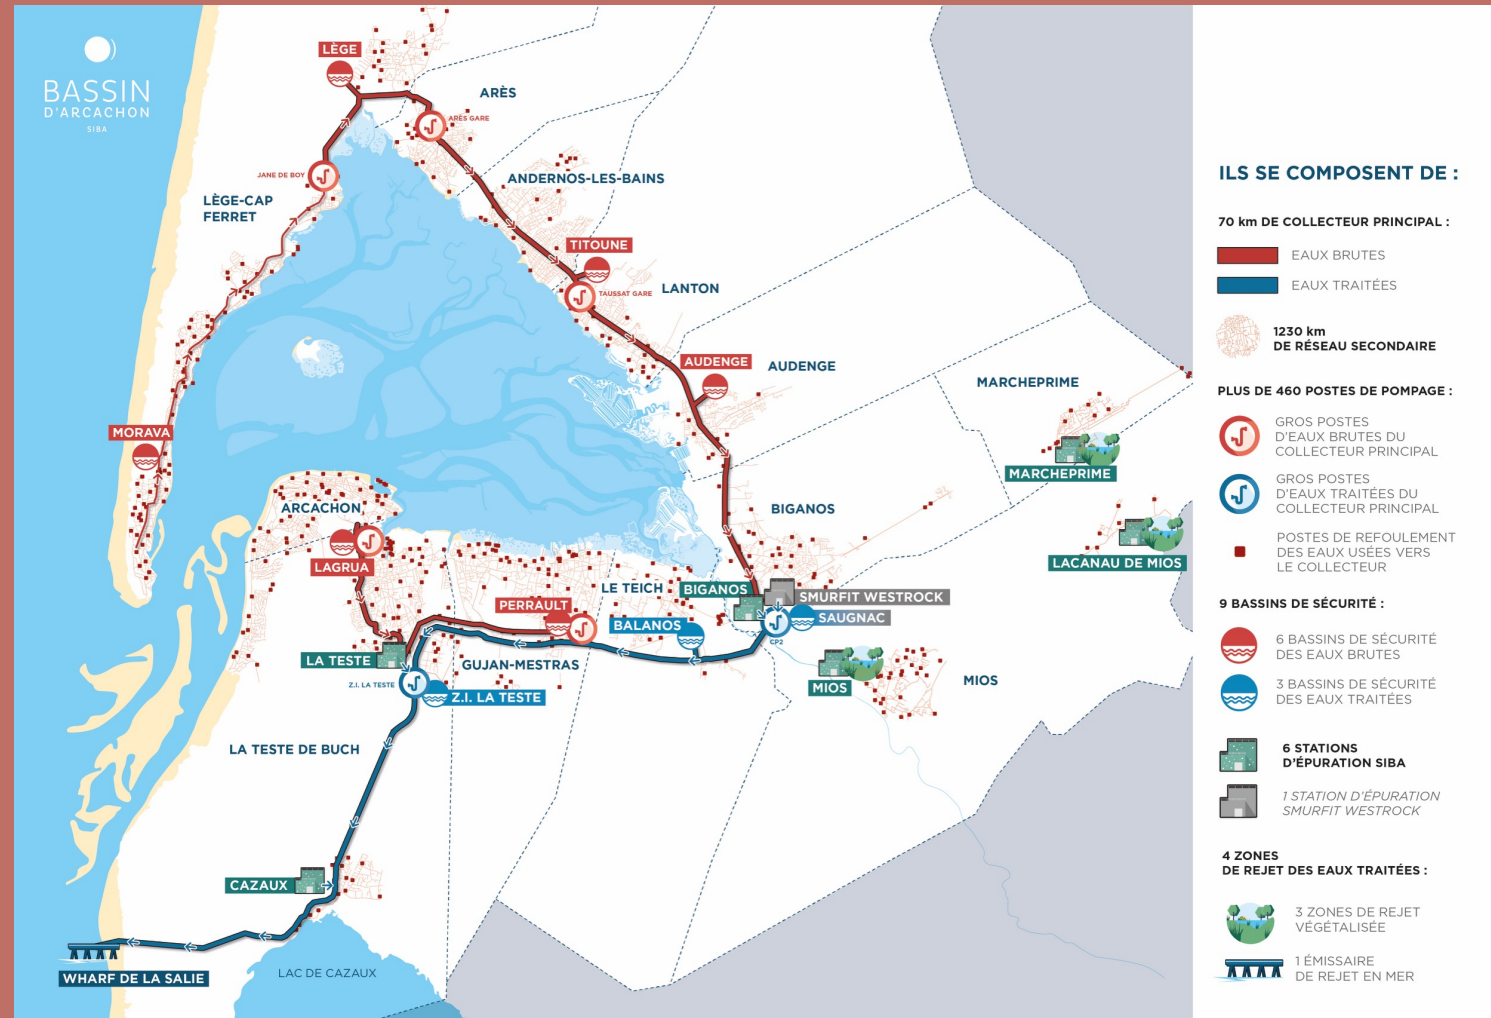 BASSIN
D'ARCACHON
SIBA
LÈGE
ARÈS
ARÈS GARE
JANE DE BOY
ANDERNOS-LES-BAINS
LÈGE-CAP
FERRET
TITOUNE
TAUSSAT GARE
LANTON
AUDENGE
AUDENGE
MARCHEPRIME
MORAVA
MARCHEPRIME
ARCACHON
BIGANOS
LAGRUA
LACANAU DE MIOS
LE TEICH
BIGANOS
SMURFIT WESTROCK
PERRAULT
BALANOS
SAUGNAC
CP2
LA TESTE
GUJAN-MESTRAS
Z.I. LA TESTE
Z.I. LA TESTE
MIOS
MIOS
LA TESTE DE BUCH
CAZAUX
WHARF DE LA SALIE
LAC DE CAZAUX
ILS SE COMPOSENT DE :
70 km DE COLLECTEUR PRINCIPAL :
EAUX BRUTES
EAUX TRAITÉES
1230 km
DE RÉSEAU SECONDAIRE
PLUS DE 460 POSTES DE POMPAGE :
GROS POSTES
D'EAUX BRUTES DU
COLLECTEUR PRINCIPAL
GROS POSTES
D'EAUX TRAITÉES DU
COLLECTEUR PRINCIPAL
POSTES DE REFOULEMENT
DES EAUX USÉES VERS
LE COLLECTEUR
9 BASSINS DE SÉCURITÉ :
6 BASSINS DE SÉCURITÉ
DES EAUX BRUTES
3 BASSINS DE SÉCURITÉ
DES EAUX TRAITÉES
6 STATIONS
D'ÉPURATION SIBA
1 STATION D'ÉPURATION
SMURFIT WESTROCK
4 ZONES
DE REJET DES EAUX TRAITÉES :
3 ZONES DE REJET
VÉGÉTALISÉE
1 ÉMISSAIRE
DE REJET EN MER